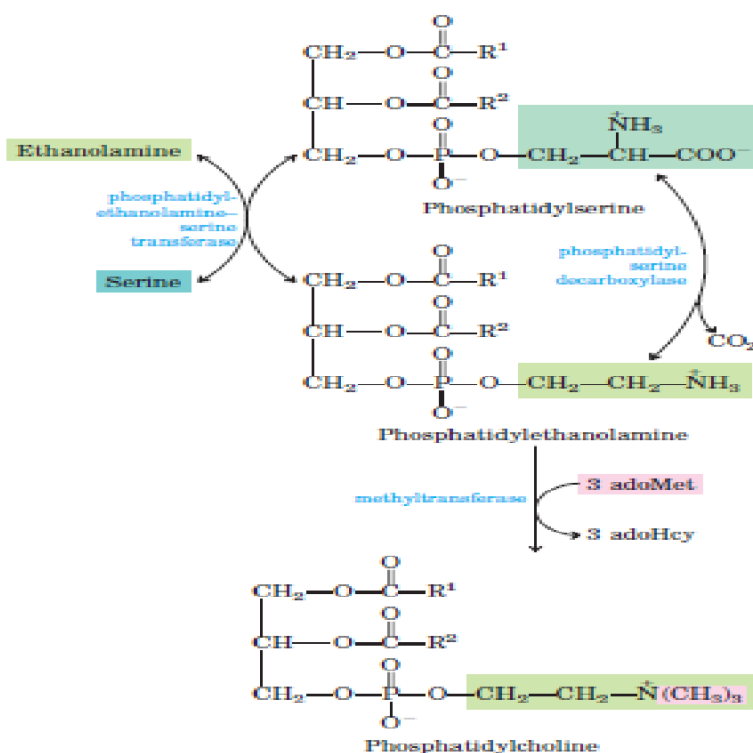 O
CH₂—O—C—R¹
O
CH—O—C—R²
O
N⁺H₃
CH₂—O—P—O—CH₂—CH—COO⁻
O⁻
Phosphatidylserine
Ethanolamine
phosphatidyl-
ethanolamine–
serine
transferase
Serine
phosphatidyl-
serine
decarboxylase
CO₂
O
CH₂—O—C—R¹
O
CH—O—C—R²
O
CH₂—O—P—O—CH₂—CH₂—N⁺H₃
O⁻
Phosphatidylethanolamine
methyltransferase
3 adoMet
3 adoHcy
O
CH₂—O—C—R¹
O
CH—O—C—R²
O
CH₂—O—P—O—CH₂—CH₂—N⁺(CH₃)₃
O⁻
Phosphatidylcholine